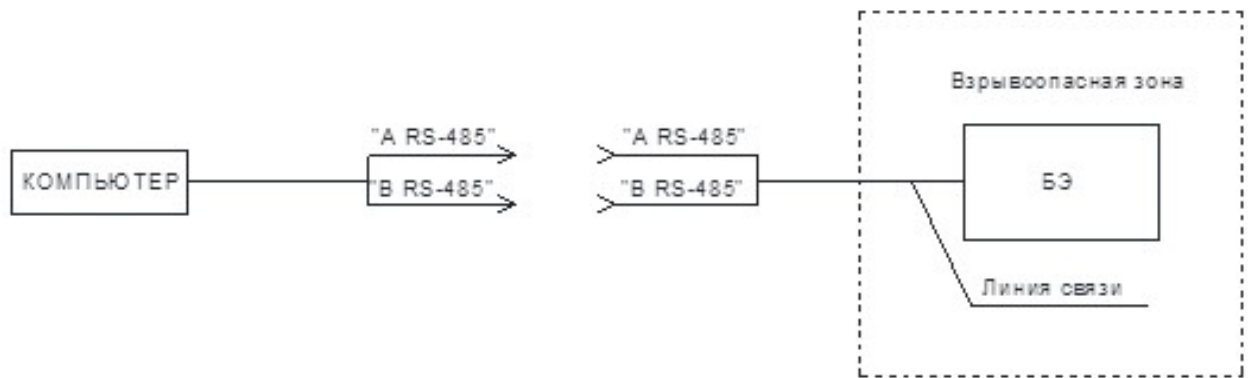 Взрывоопасная зона
"А RS-485"
"А RS-485"
КОМПЬЮТЕР
"В RS-485"
"В RS-485"
БЭ
Линия связи